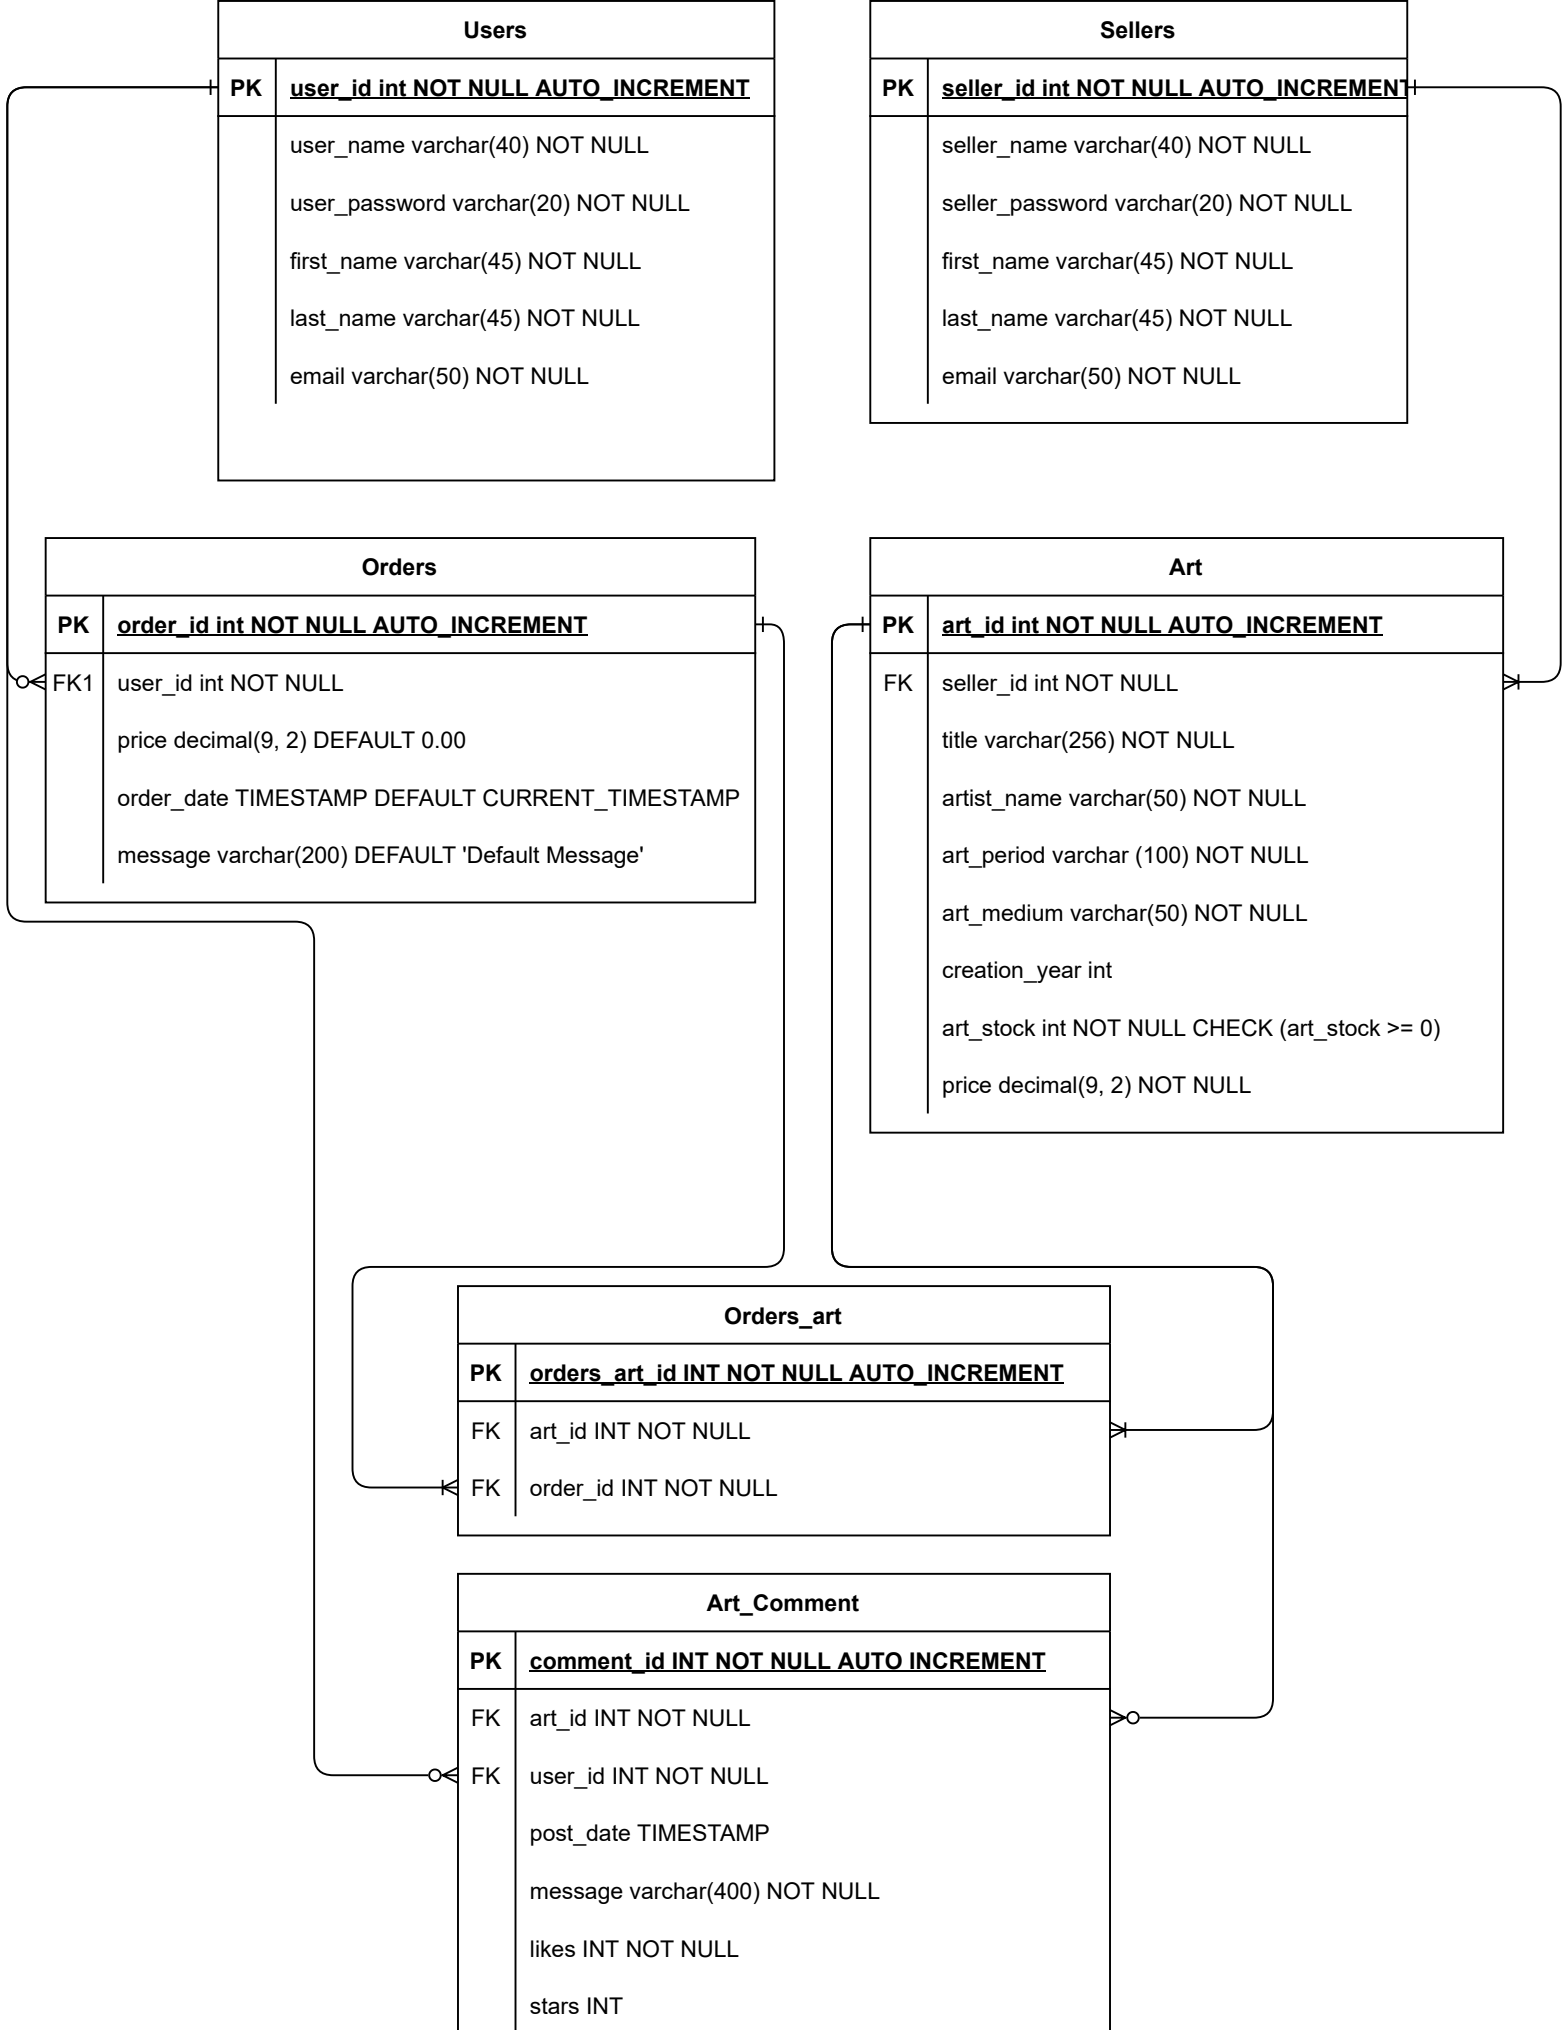 Users
PK user_id int NOT NULL AUTO_INCREMENT
user_name varchar(40) NOT NULL
user_password varchar(20) NOT NULL
first_name varchar(45) NOT NULL
last_name varchar(45) NOT NULL
email varchar(50) NOT NULL
Sellers
PK seller_id int NOT NULL AUTO_INCREMENT
seller_name varchar(40) NOT NULL
seller_password varchar(20) NOT NULL
first_name varchar(45) NOT NULL
last_name varchar(45) NOT NULL
email varchar(50) NOT NULL
Orders
PK order_id int NOT NULL AUTO_INCREMENT
FK1 user_id int NOT NULL
price decimal(9, 2) DEFAULT 0.00
order_date TIMESTAMP DEFAULT CURRENT_TIMESTAMP
message varchar(200) DEFAULT 'Default Message'
Art
PK art_id int NOT NULL AUTO_INCREMENT
FK seller_id int NOT NULL
title varchar(256) NOT NULL
artist_name varchar(50) NOT NULL
art_period varchar (100) NOT NULL
art_medium varchar(50) NOT NULL
creation_year int
art_stock int NOT NULL CHECK (art_stock >= 0)
price decimal(9, 2) NOT NULL
Orders_art
PK orders_art_id INT NOT NULL AUTO_INCREMENT
FK art_id INT NOT NULL
FK order_id INT NOT NULL
Art_Comment
PK comment_id INT NOT NULL AUTO INCREMENT
FK art_id INT NOT NULL
FK user_id INT NOT NULL
post_date TIMESTAMP
message varchar(400) NOT NULL
likes INT NOT NULL
stars INT